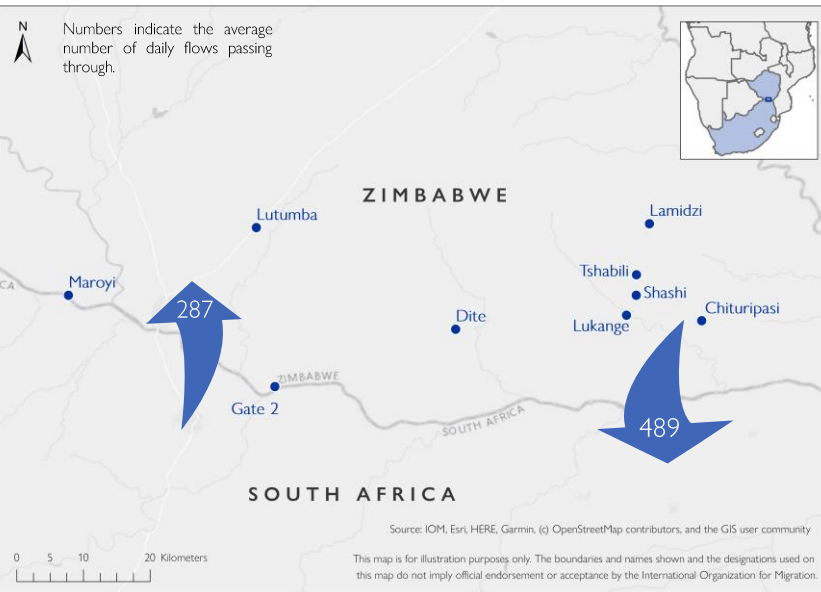 N
Numbers indicate the average
number of daily flows passing
through.
ZIMBABWE
Lamidzi
Lutumba
Tshabili
Maroyi
CA
Shashi
287
Chituripasi
Dite
Lukange
ZIMBABWE
Gate 2
SOUTH AFRICA
489
SOUTH AFRICA
Source: IOM, Esri, HERE, Garmin, (c) OpenStreetMap contributors, and the GIS user community
0 5 10 20 Kilometers
This map is for illustration purposes only. The boundaries and names shown and the designations used on
this map do not imply official endorsement or acceptance by the International Organization for Migration.